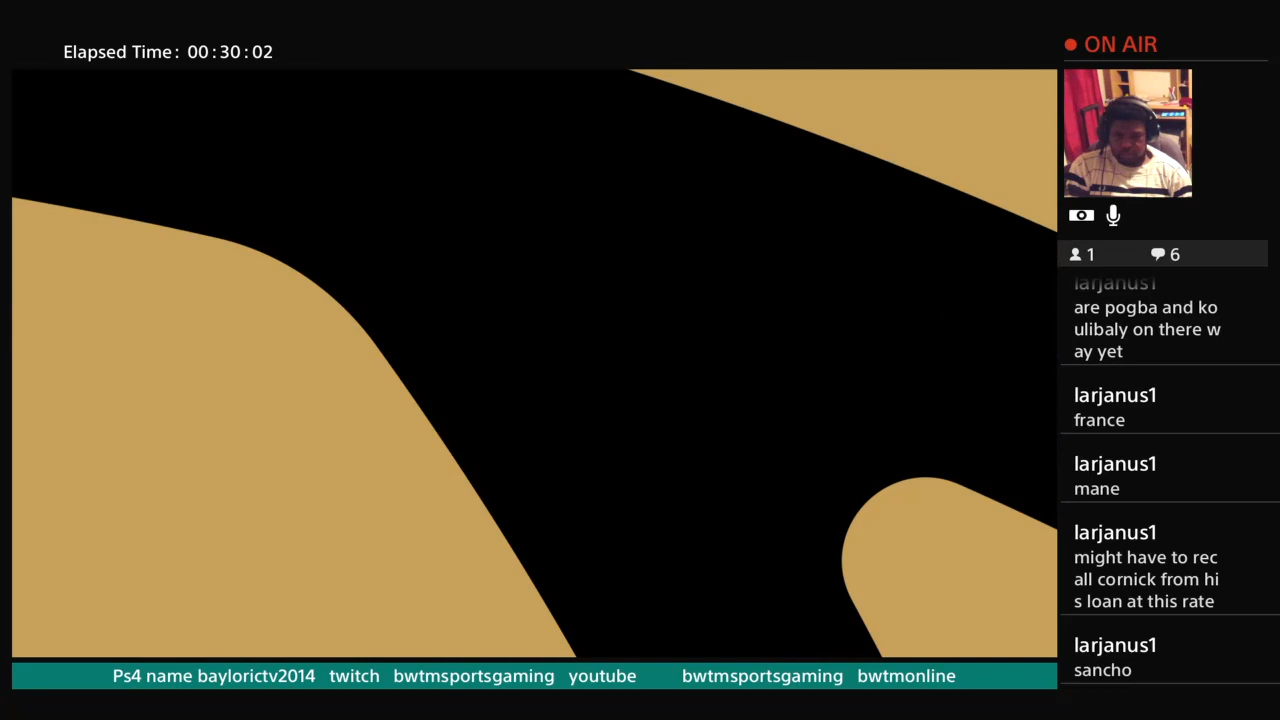 Elapsed Time: 00:30:02
ON AIR
1 6
larjanus1
are pogba and ko
ulibaly on there w
ay yet
larjanus1
france
larjanus1
mane
larjanus1
might have to rec
all cornick from hi
s loan at this rate
larjanus1
sancho
Ps4 name baylorictv2014 twitch bwtmsportsgaming youtube bwtmsportsgaming bwtmonline